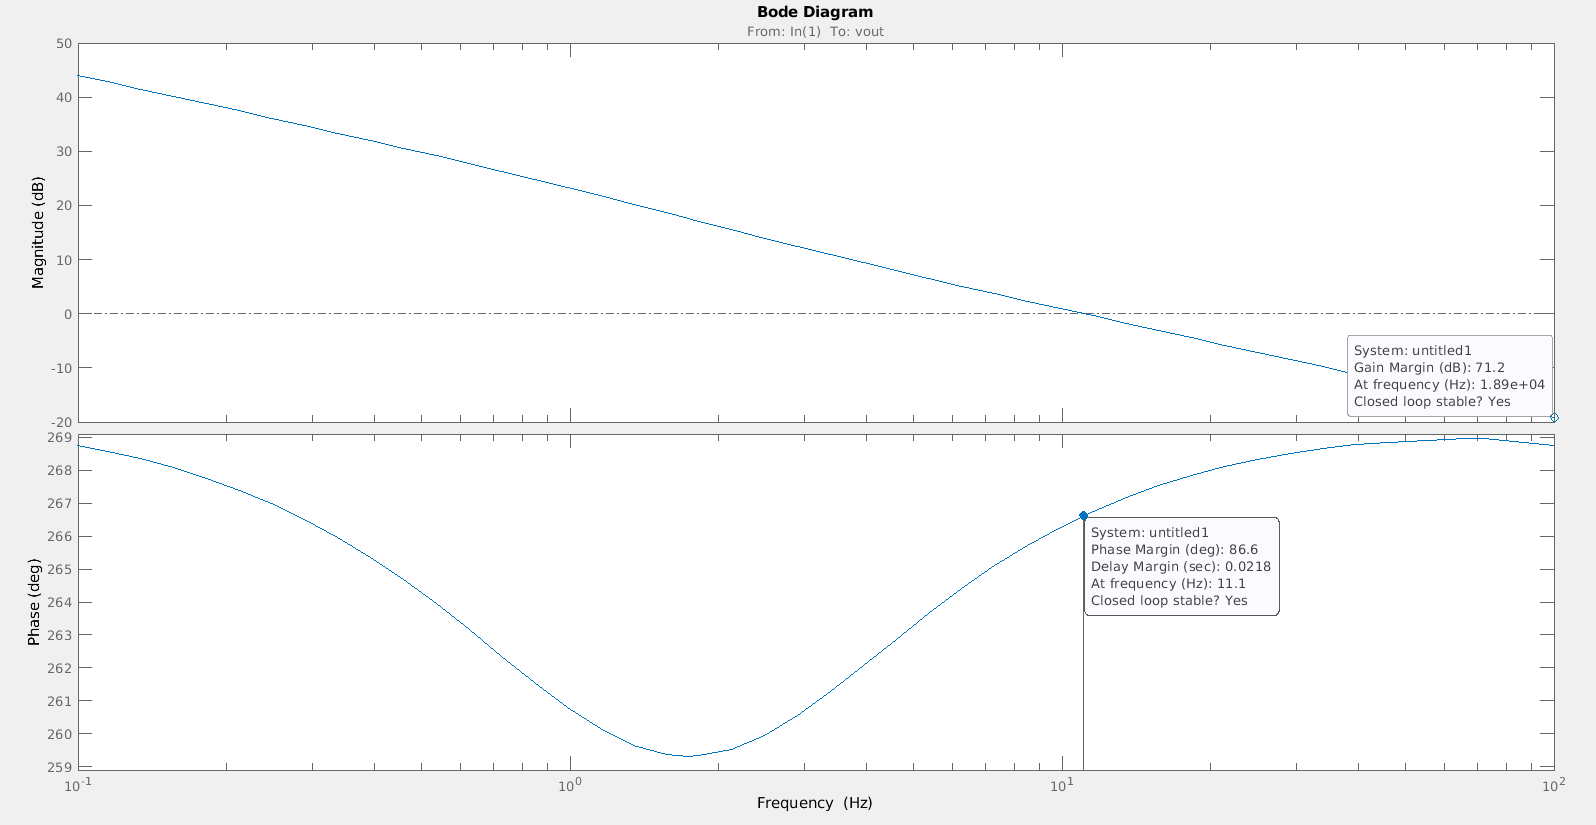 Bode Diagram
From: In(1) To: vout
Magnitude (dB)
50
40
30
20
10
0
-10
-20
System: untitled1
Gain Margin (dB): 71.2
At frequency (Hz): 1.89e+04
Closed loop stable? Yes
Phase (deg)
269
268
267
266
265
264
263
262
261
260
259
System: untitled1
Phase Margin (deg): 86.6
Delay Margin (sec): 0.0218
At frequency (Hz): 11.1
Closed loop stable? Yes
10^-1 10^0 10^1 10^2
Frequency (Hz)